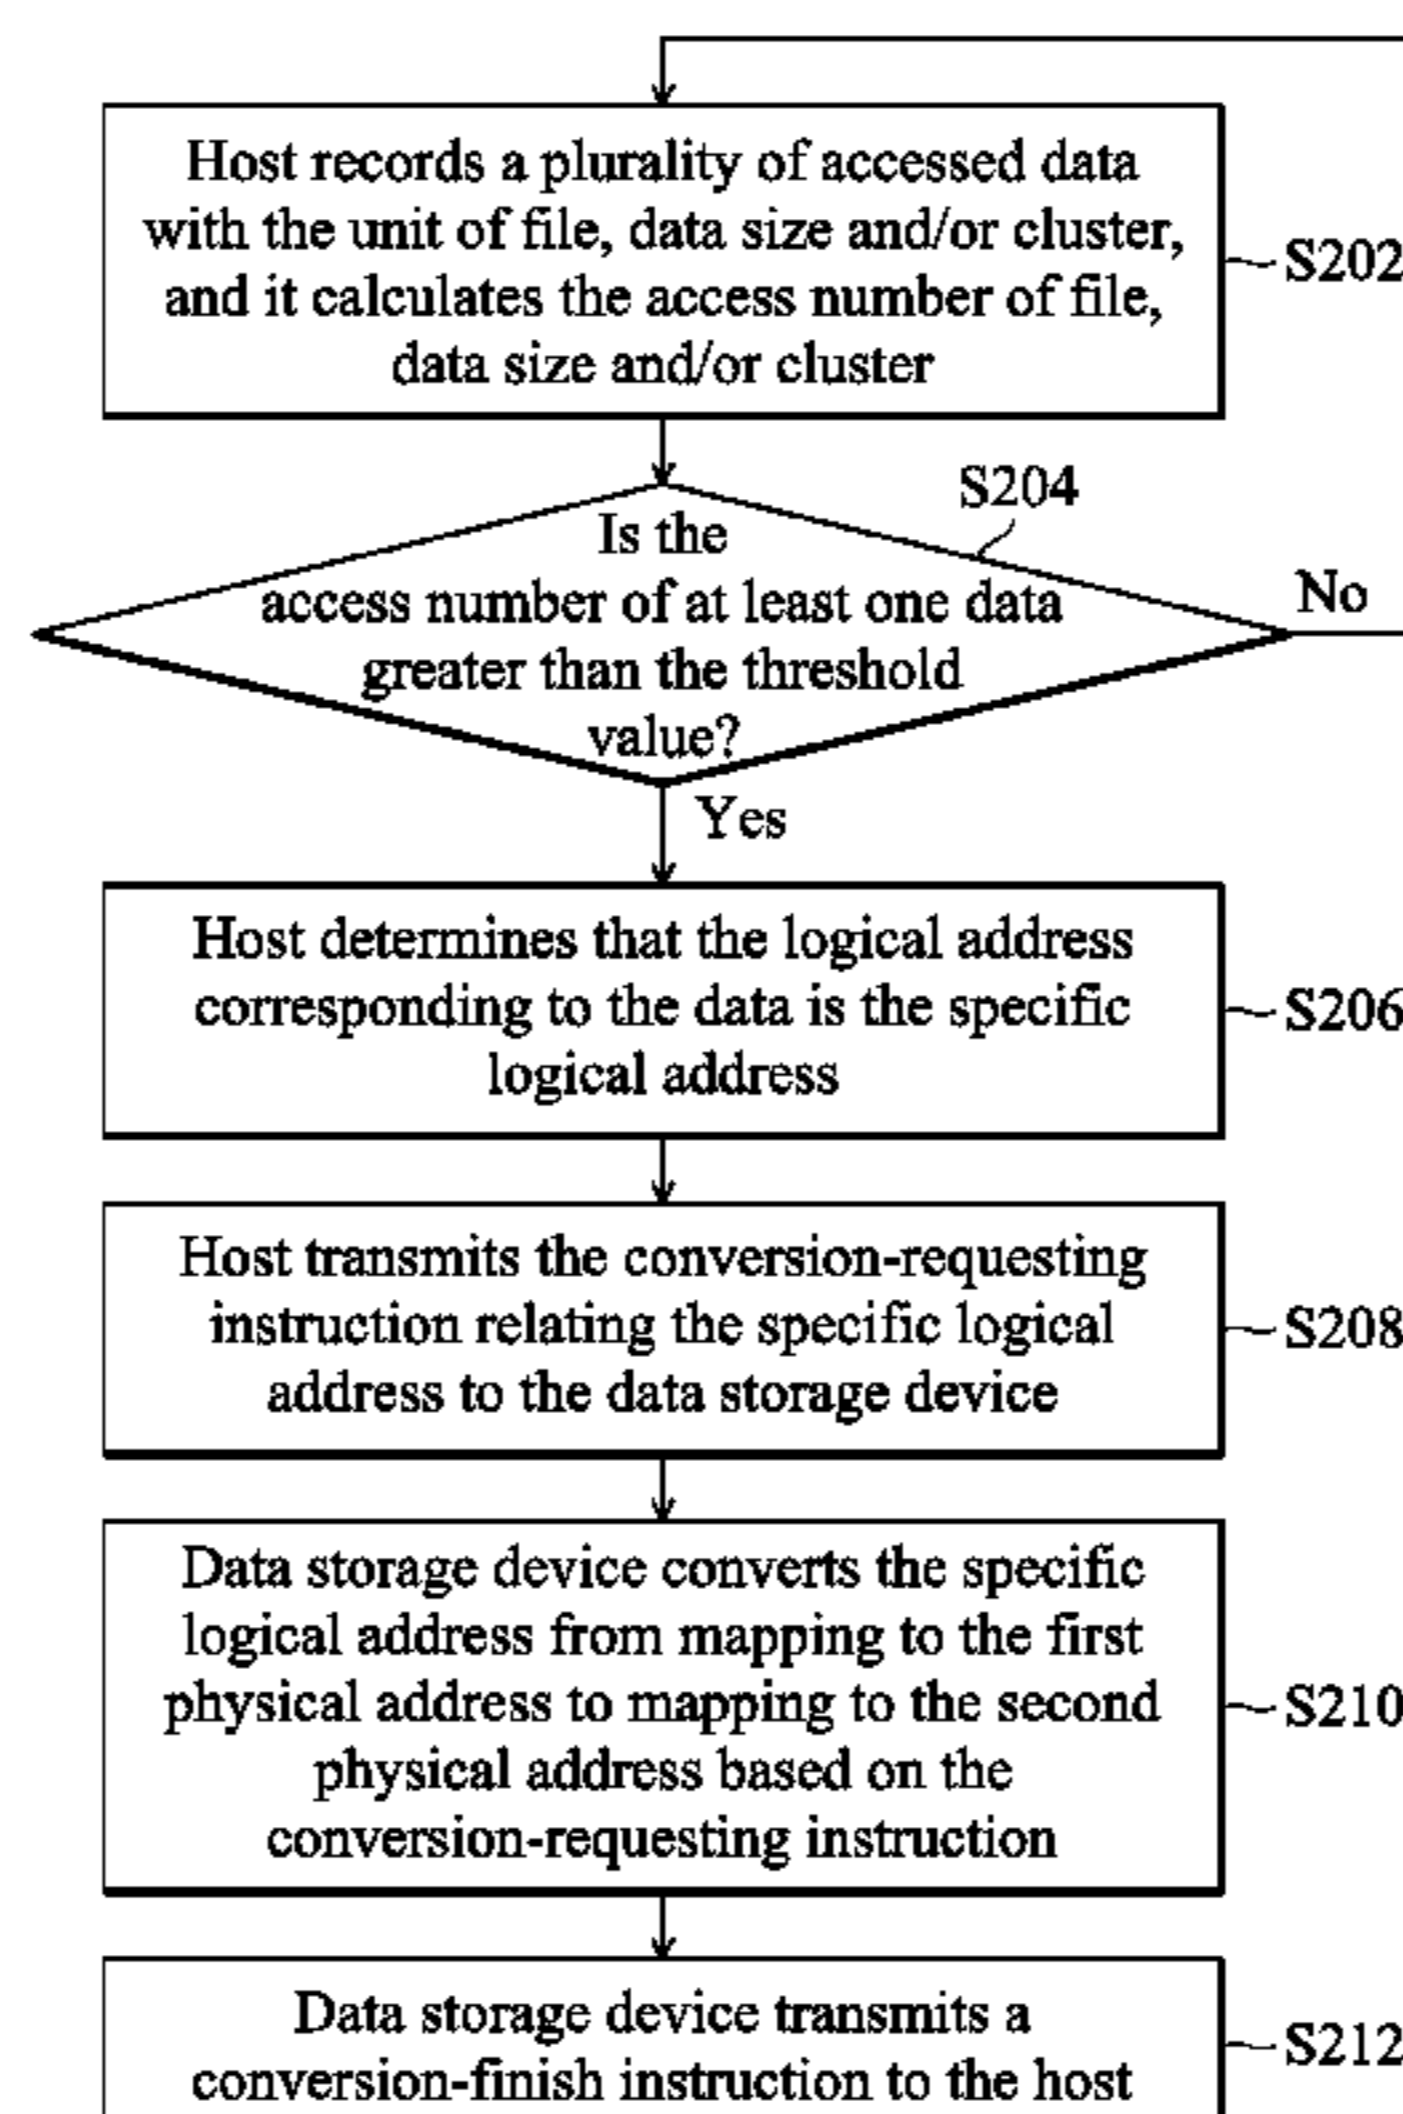 Host records a plurality of accessed data
with the unit of file, data size and/or cluster,
and it calculates the access number of file,
data size and/or cluster
S202
S204
Is the
access number of at least one data
greater than the threshold
value?
No
Yes
Host determines that the logical address
corresponding to the data is the specific
logical address
S206
Host transmits the conversion-requesting
instruction relating the specific logical
address to the data storage device
S208
Data storage device converts the specific
logical address from mapping to the first
physical address to mapping to the second
physical address based on the
conversion-requesting instruction
S210
Data storage device transmits a
conversion-finish instruction to the host
S212